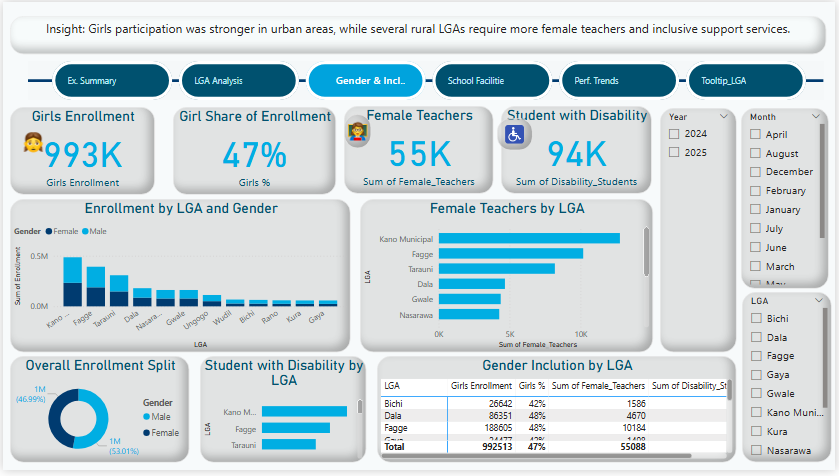 Insight: Girls participation was stronger in urban areas, while several rural LGAs require more female teachers and inclusive support services.
Ex. Summary
LGA Analysis
Gender & Incl..
School Facilitie
Perf. Trends
Tooltip_LGA
Girls Enrollment
993K
Girls Enrollment
Girl Share of Enrollment
47%
Girls %
Female Teachers
55K
Sum of Female_Teachers
Student with Disability
94K
Sum of Disability_Students
Year
2024
2025
Month
April
August
December
February
January
July
June
March
May
Enrollment by LGA and Gender
Gender Female Male
Sum of Enrollment
0.5M
0.0M
Kano ...
Fagge
Tarauni
Dala
Nasara...
Gwale
Ungogo
Wudil
Bichi
Rano
Kura
Gaya
LGA
Female Teachers by LGA
LGA
Kano Municipal
Fagge
Tarauni
Dala
Gwale
Nasarawa
0K 5K 10K
Sum of Female_Teachers
LGA
Bichi
Dala
Fagge
Gaya
Gwale
Kano Muni...
Kura
Nasarawa
Overall Enrollment Split
1M
(46.99%)
1M
(53.01%)
Gender
Male
Female
Student with Disability by
LGA
LGA
Kano M...
Fagge
Tarauni
Gender Inclution by LGA
LGA Girls Enrollment Girls % Sum of Female_Teachers Sum of Disability_St
Bichi 26642 42% 1586
Dala 86351 48% 4670
Fagge 188605 48% 10184
Total 992513 47% 55088